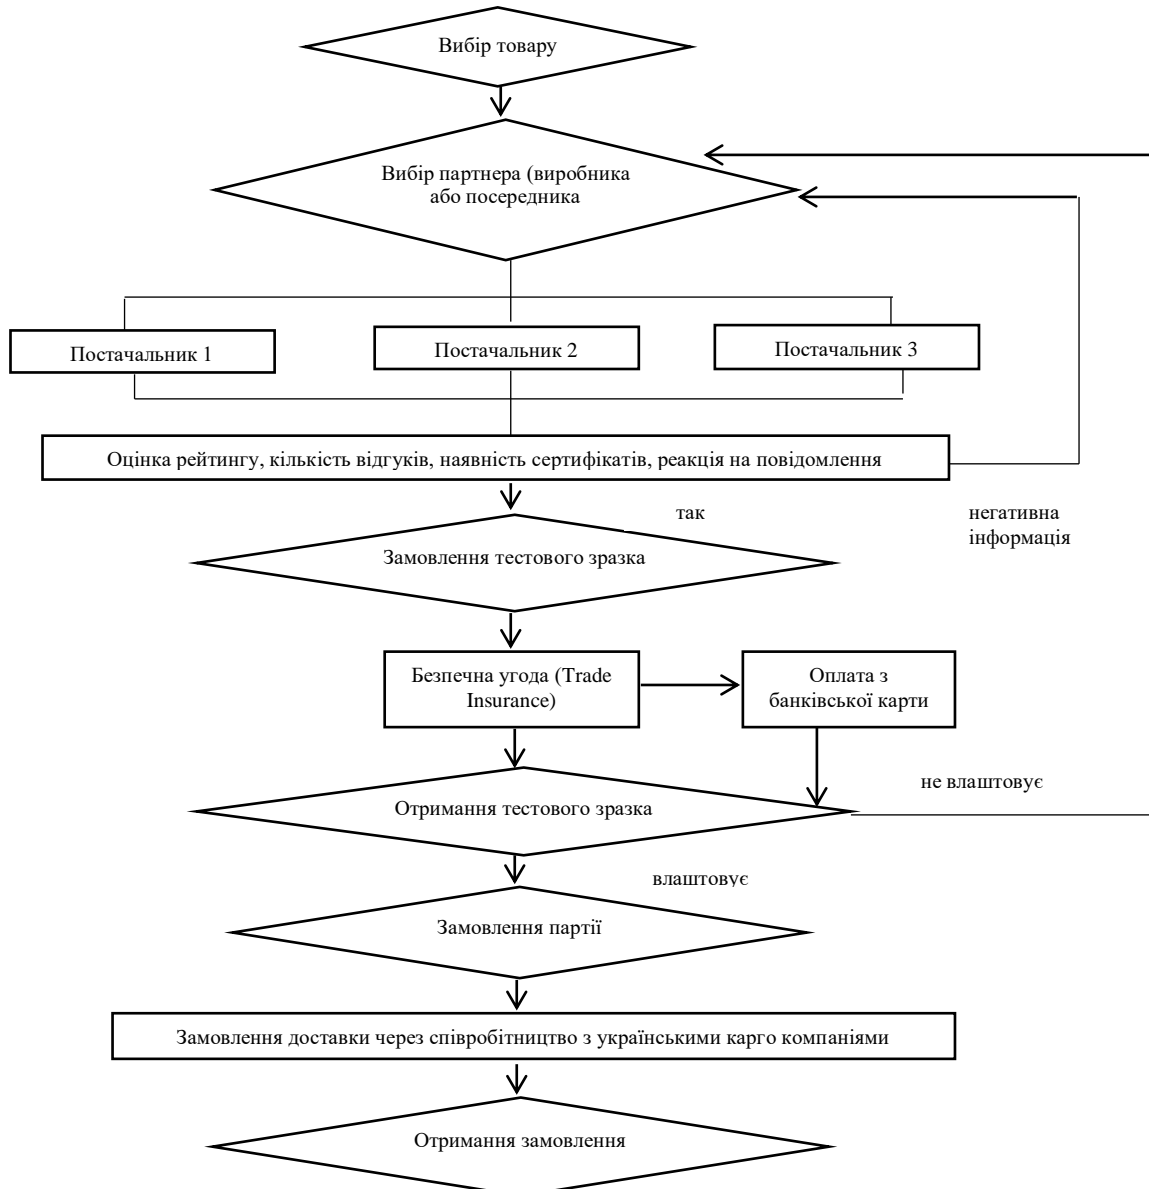 Вибір товару
Вибір партнера (виробника
або посередника
Постачальник 1
Постачальник 2
Постачальник 3
Оцінка рейтингу, кількість відгуків, наявність сертифікатів, реакція на повідомлення
так
негативна
інформація
Замовлення тестового зразка
Безпечна угода (Trade
Insurance)
Оплата з
банківської карти
не влаштовує
Отримання тестового зразка
влаштовує
Замовлення партії
Замовлення доставки через співробітництво з українськими карго компаніями
Отримання замовлення